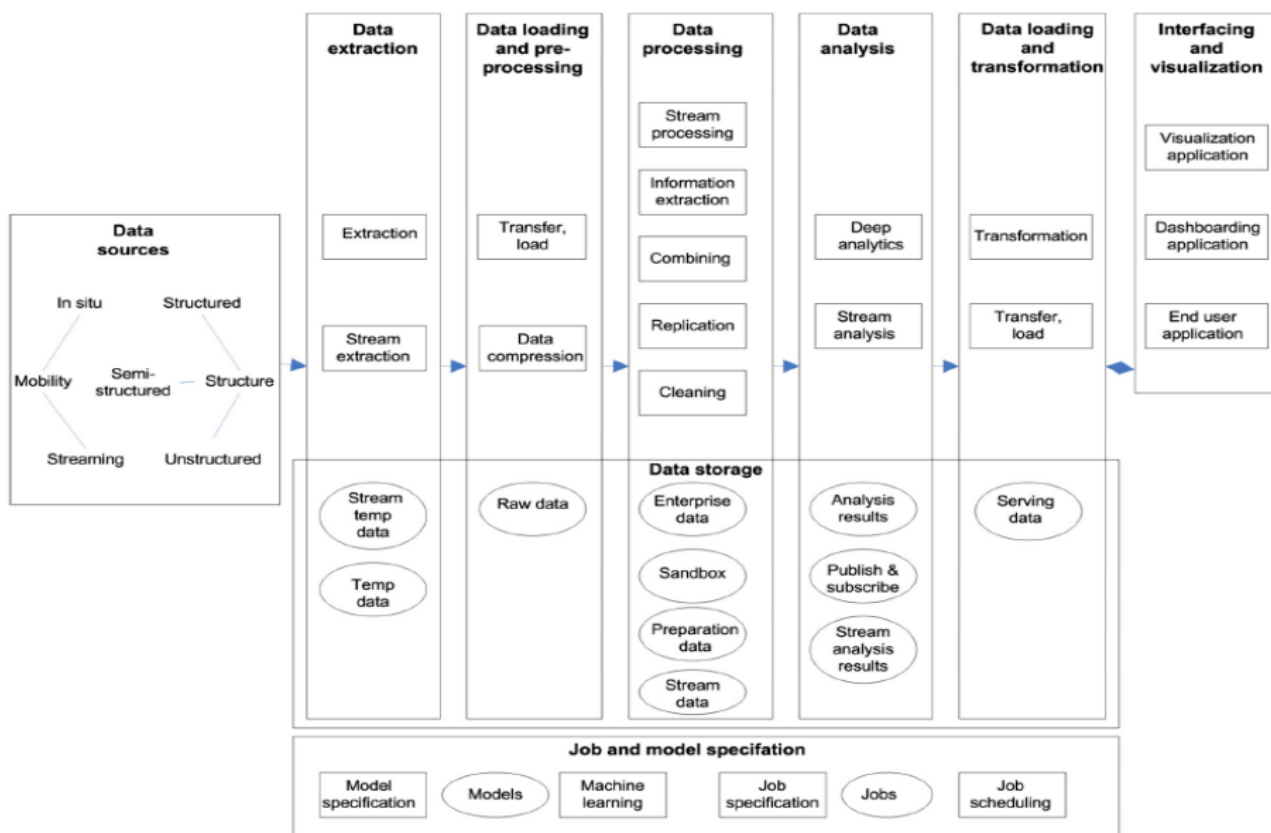 Data
extraction
Data loading
and pre-
processing
Data
processing
Data
analysis
Data loading
and
transformation
Interfacing
and
visualization
Data
sources
In situ
Structured
Mobility
Semi-
structured
Structure
Streaming
Unstructured
Extraction
Stream
extraction
Transfer,
load
Data
compression
Stream
processing
Information
extraction
Combining
Replication
Cleaning
Deep
analytics
Stream
analysis
Transformation
Transfer,
load
Visualization
application
Dashboarding
application
End user
application
Data storage
Stream
temp
data
Temp
data
Raw data
Enterprise
data
Sandbox
Preparation
data
Stream
data
Analysis
results
Publish &
subscribe
Stream
analysis
results
Serving
data
Job and model specifation
Model
specification
Models
Machine
learning
Job
specification
Jobs
Job
scheduling